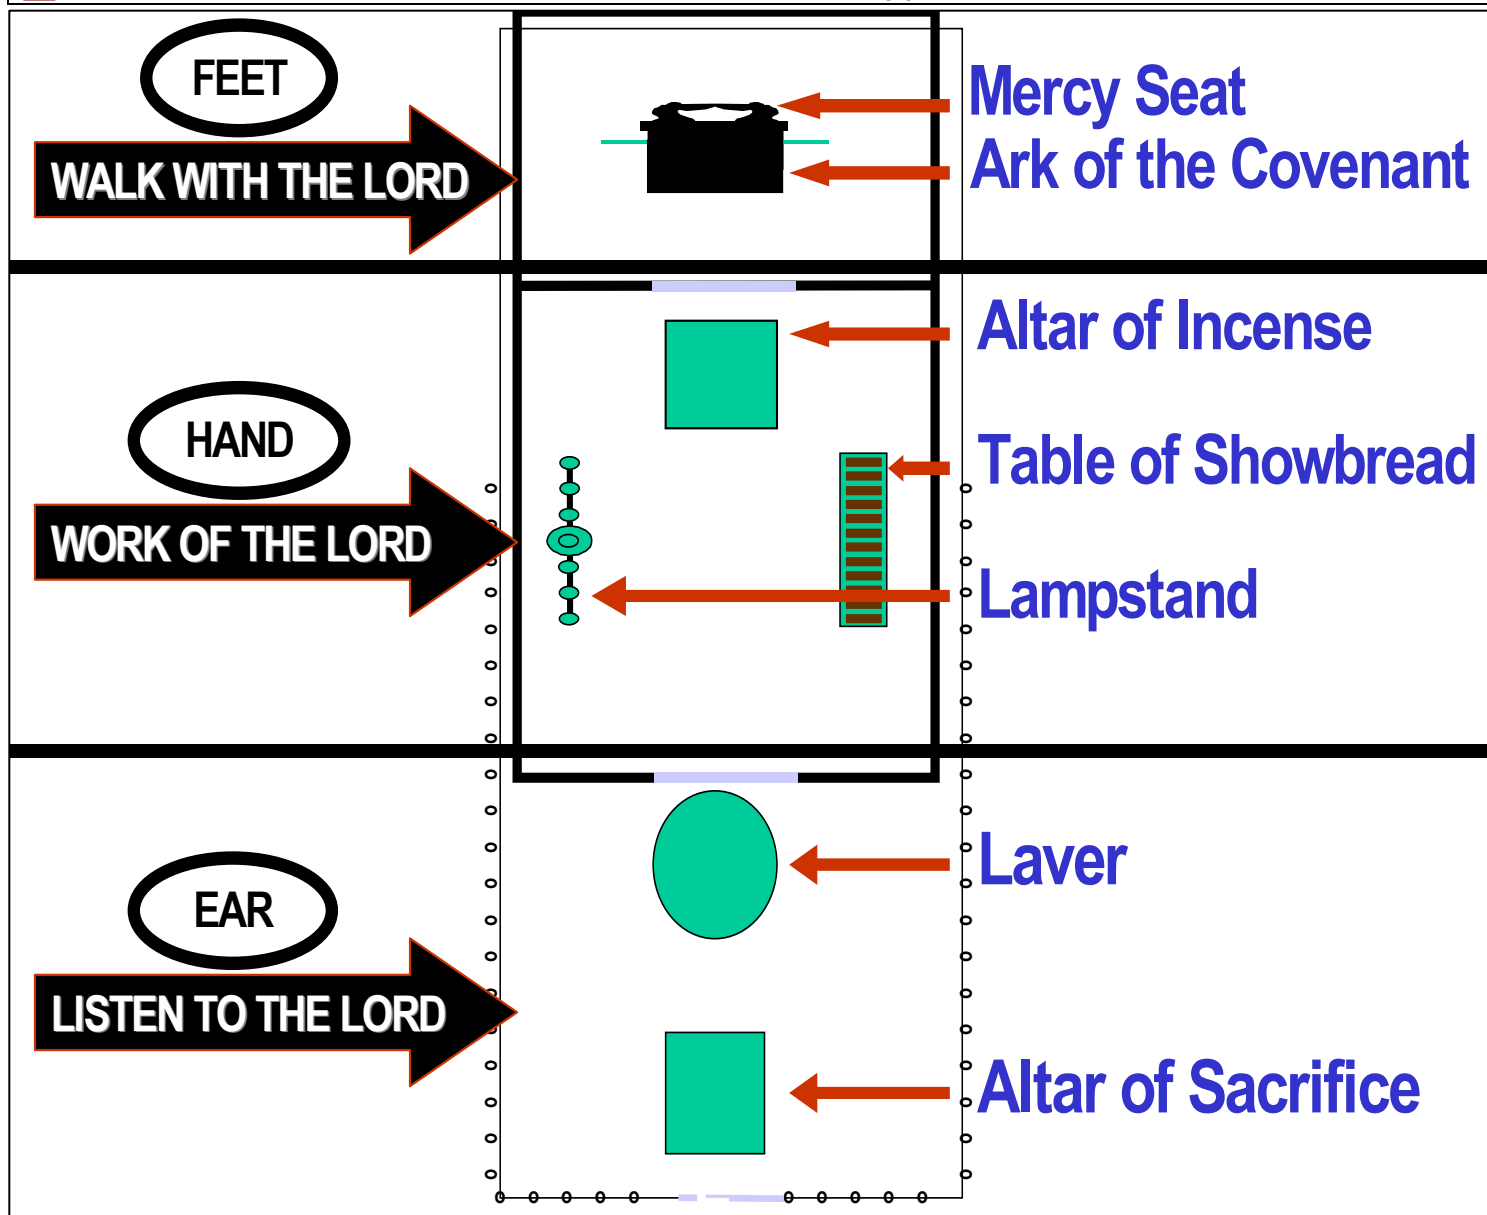 FEET
WALK WITH THE LORD
Mercy Seat
Ark of the Covenant
HAND
WORK OF THE LORD
Altar of Incense
Table of Showbread
Lampstand
EAR
LISTEN TO THE LORD
Laver
Altar of Sacrifice